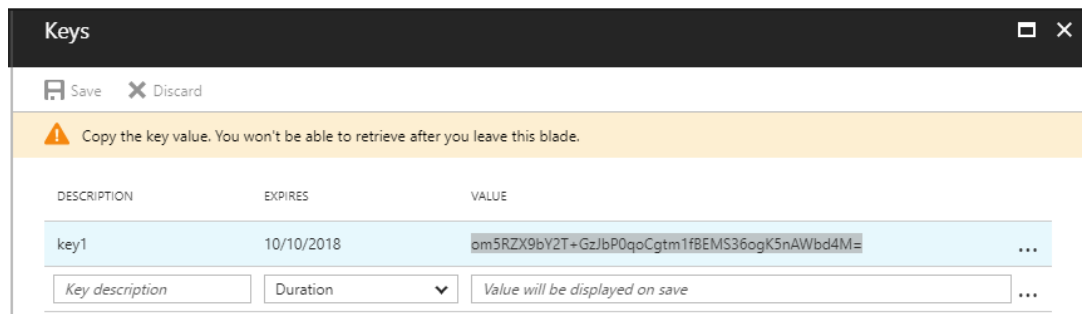 Keys
Save Discard
Copy the key value. You won't be able to retrieve after you leave this blade.
DESCRIPTION EXPIRES VALUE
key1 10/10/2018 om5RZX9bY2T+GzJbP0qoCgtm1fBEMS36ogK5nAWbd4M= ...
Key description Duration Value will be displayed on save ...